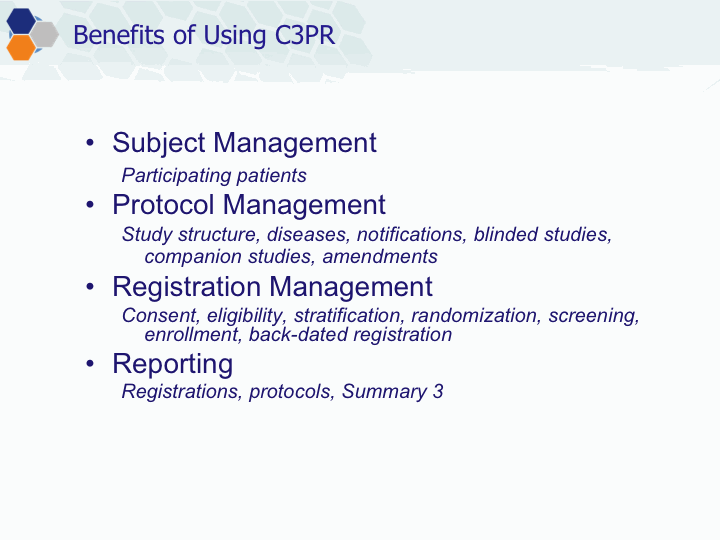 Benefits of Using C3PR
• Subject Management
Participating patients
• Protocol Management
Study structure, diseases, notifications, blinded studies,
companion studies, amendments
• Registration Management
Consent, eligibility, stratification, randomization, screening,
enrollment, back-dated registration
• Reporting
Registrations, protocols, Summary 3